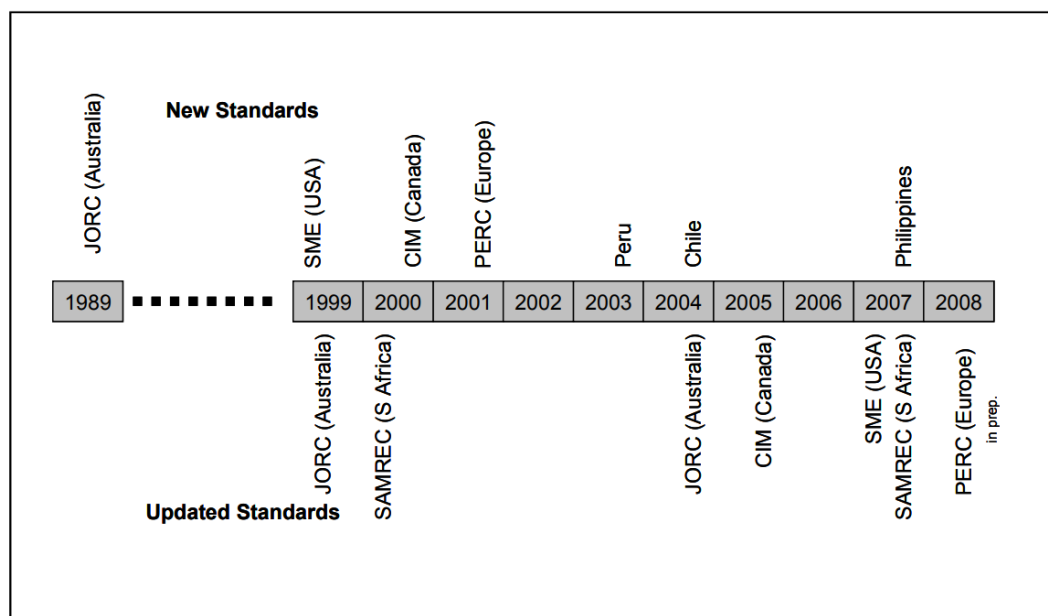 New Standards
JORC (Australia)
SME (USA)
CIM (Canada)
PERC (Europe)
Peru
Chile
Philippines
1989
1999
2000
2001
2002
2003
2004
2005
2006
2007
2008
JORC (Australia)
SAMREC (S Africa)
JORC (Australia)
CIM (Canada)
SME (USA)
SAMREC (S Africa)
PERC (Europe)
in prep.
Updated Standards